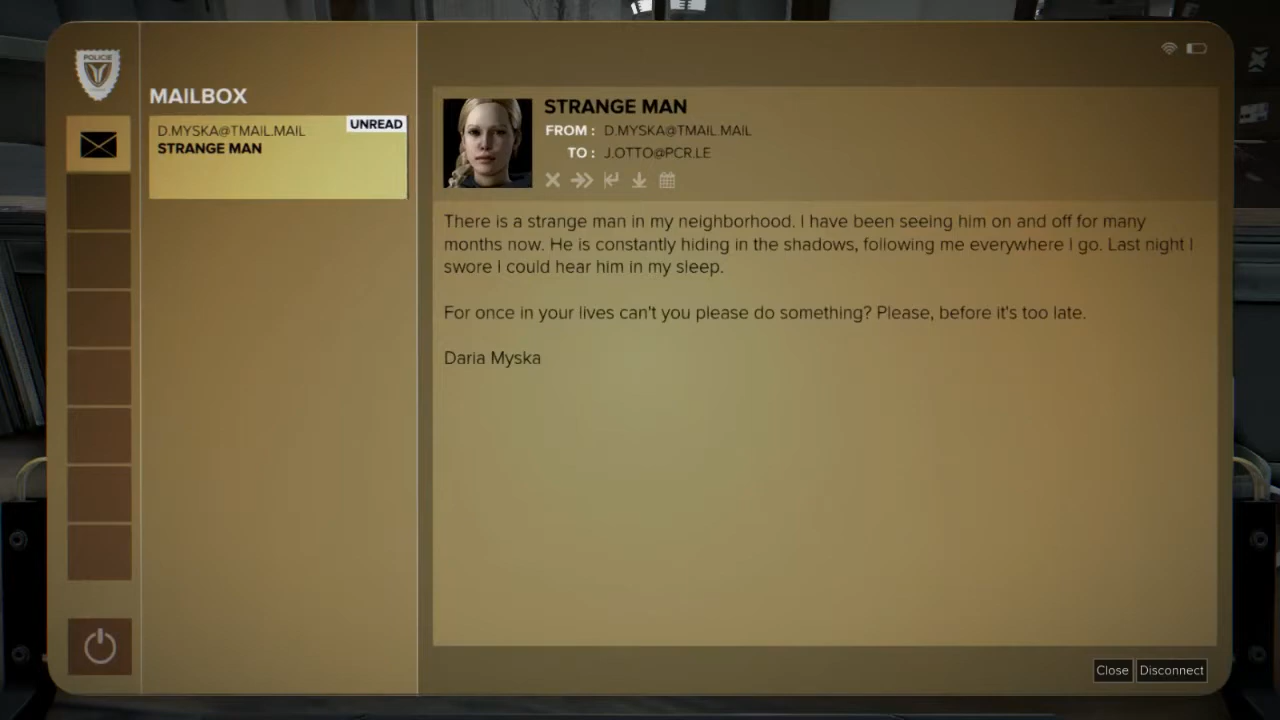 POLICIE
MAILBOX
D.MYSKA@TMAIL.MAIL
UNREAD
STRANGE MAN
STRANGE MAN
FROM : D.MYSKA@TMAIL.MAIL
TO : J.OTTO@PCR.LE
There is a strange man in my neighborhood. I have been seeing him on and off for many
months now. He is constantly hiding in the shadows, following me everywhere I go. Last night I
swore I could hear him in my sleep.
For once in your lives can't you please do something? Please, before it's too late.
Daria Myska
Close
Disconnect